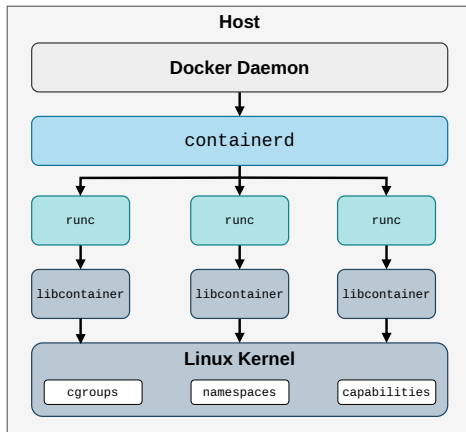 Host
Docker Daemon
containerd
runc
runc
runc
libcontainer
libcontainer
libcontainer
Linux Kernel
cgroups
namespaces
capabilities